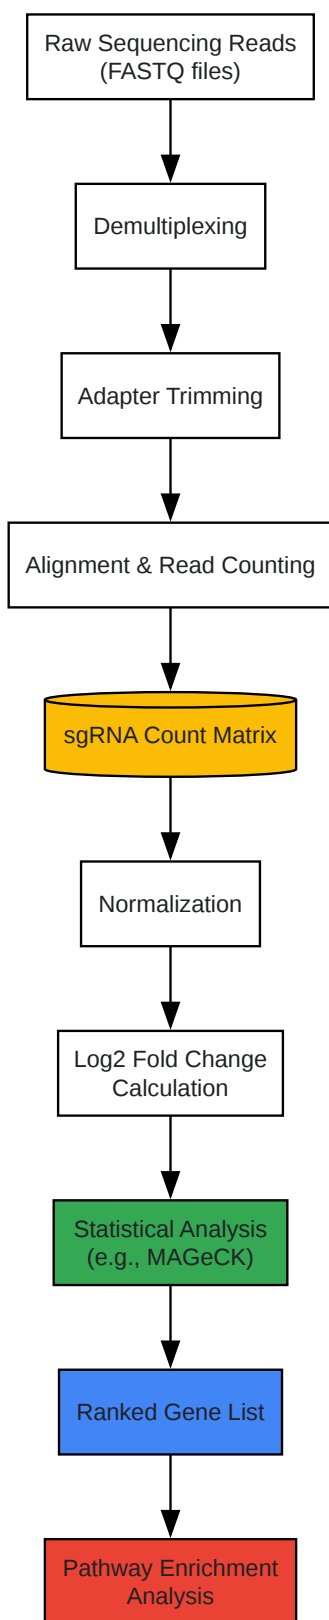 Raw Sequencing Reads
(FASTQ files)
Demultiplexing
Adapter Trimming
Alignment & Read Counting
sgRNA Count Matrix
Normalization
Log2 Fold Change
Calculation
Statistical Analysis
(e.g., MAGeCK)
Ranked Gene List
Pathway Enrichment
Analysis